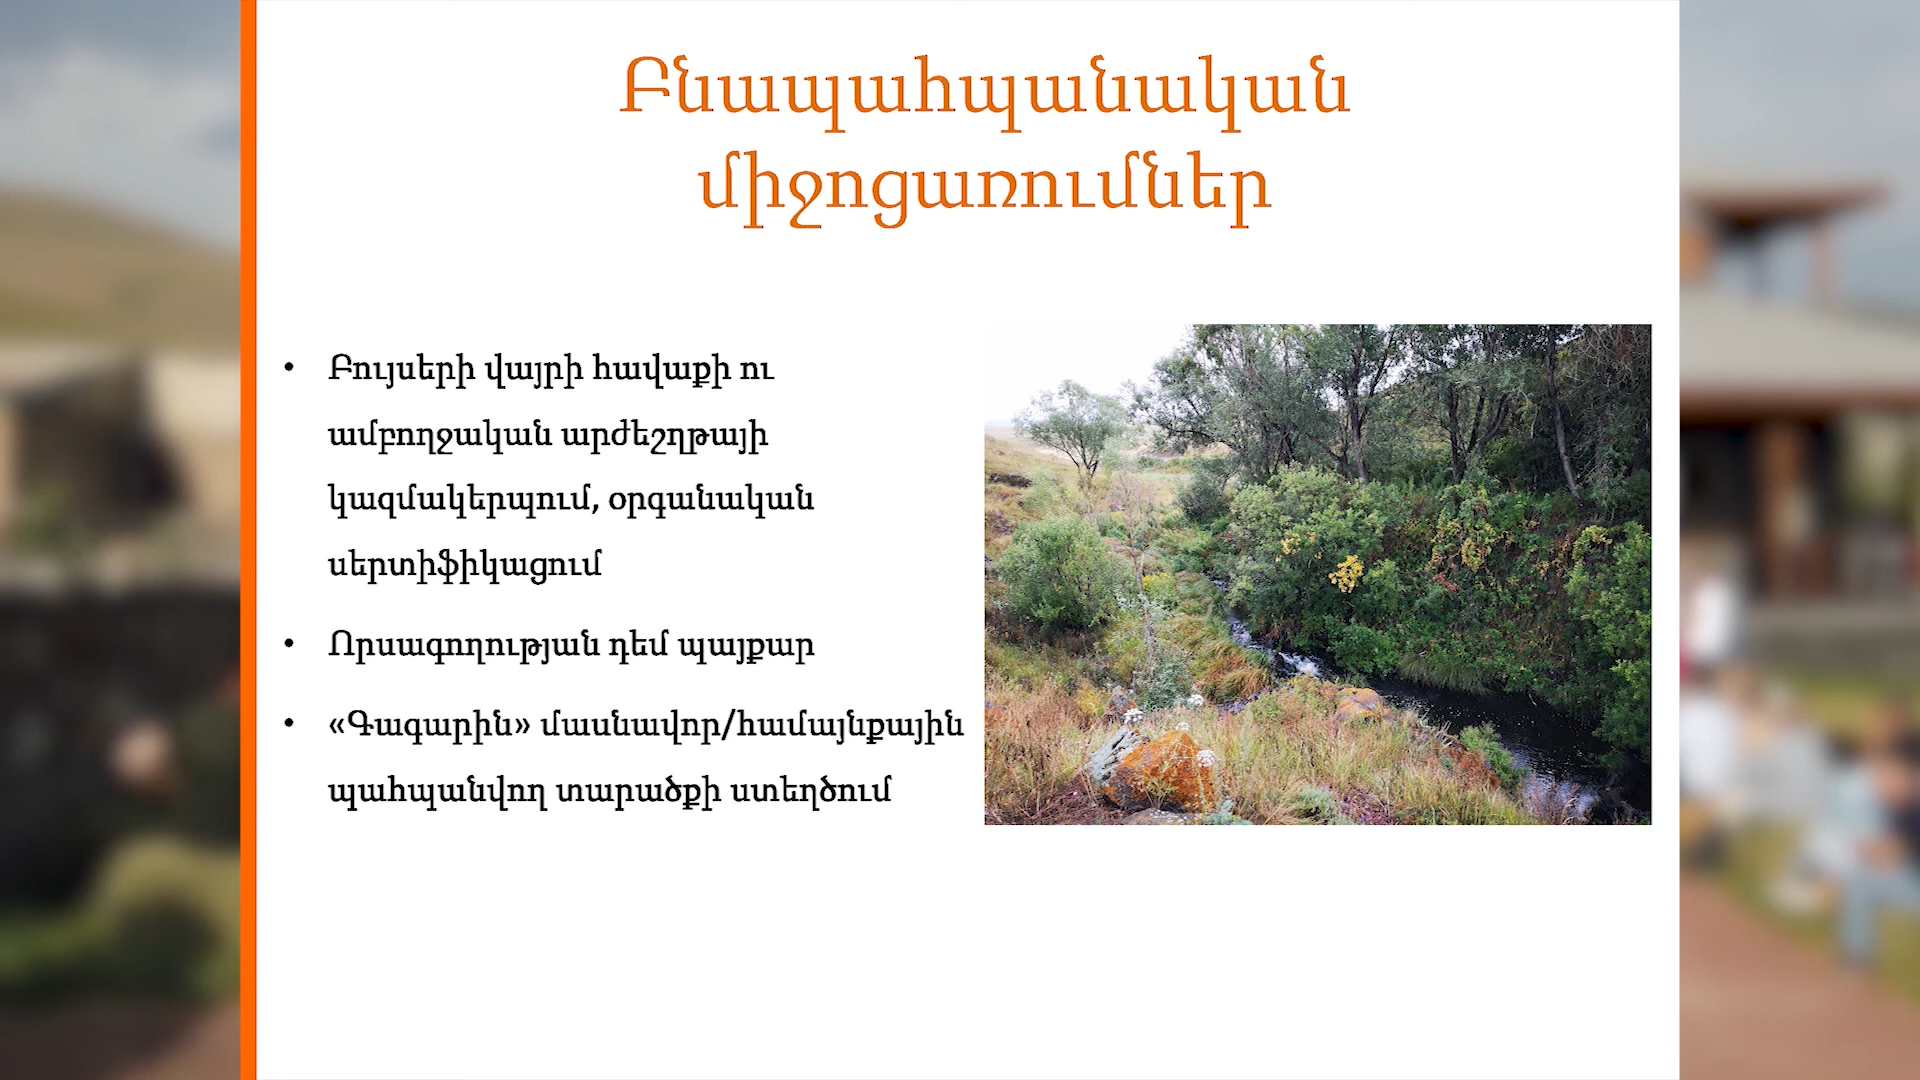 Բնապահպանական
միջոցառումներ
• Բույսերի վայրի հավաքի ու
ամբողջական արժեշղթայի
կազմակերպում, օրգանական
սերտիֆիկացում
• Որսագողության դեմ պայքար
• «Գագարին» մասնավոր/համայնքային
պահպանվող տարածքի ստեղծում